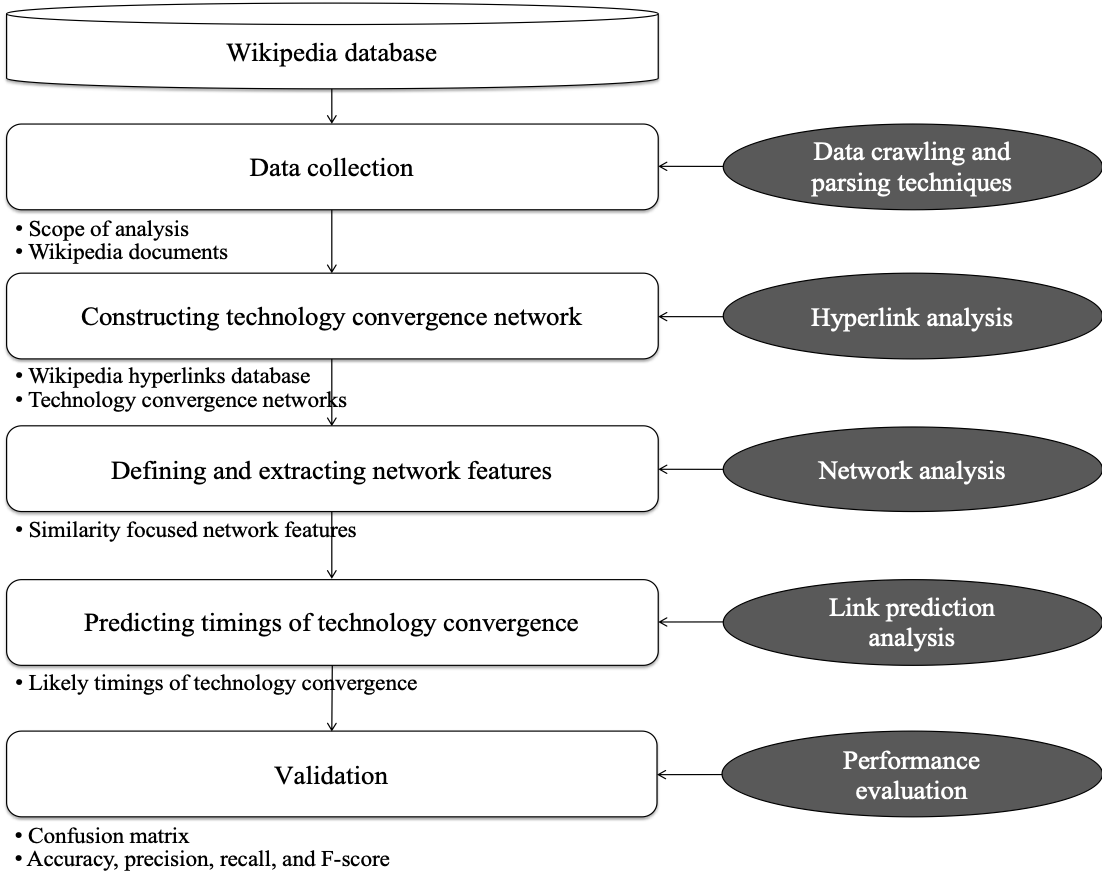 Wikipedia database
Data collection
Data crawling and
parsing techniques
• Scope of analysis
• Wikipedia documents
Constructing technology convergence network
Hyperlink analysis
• Wikipedia hyperlinks database
• Technology convergence networks
Defining and extracting network features
Network analysis
• Similarity focused network features
Predicting timings of technology convergence
Link prediction
analysis
• Likely timings of technology convergence
Validation
Performance
evaluation
• Confusion matrix
• Accuracy, precision, recall, and F-score